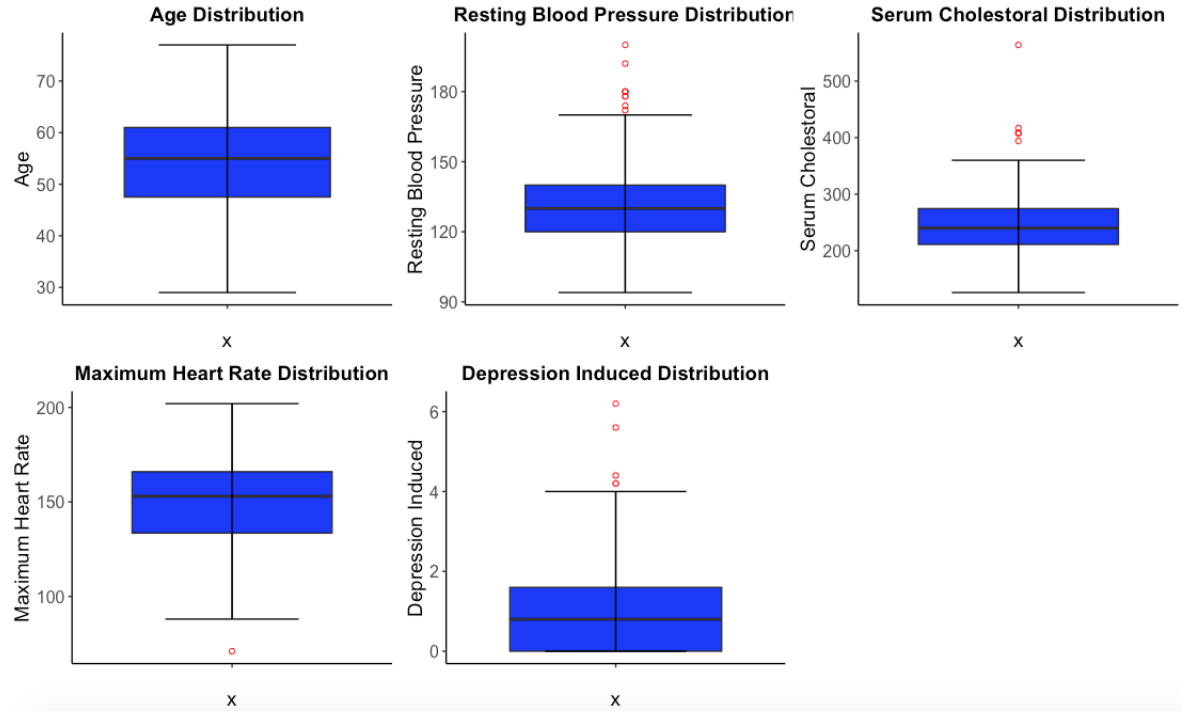 Age Distribution
Age
70
60
50
40
30
x
Resting Blood Pressure Distribution
Resting Blood Pressure
180
150
120
90
x
Serum Cholestoral Distribution
Serum Cholestoral
500
400
300
200
x
Maximum Heart Rate Distribution
Maximum Heart Rate
200
150
100
x
Depression Induced Distribution
Depression Induced
6
4
2
0
x